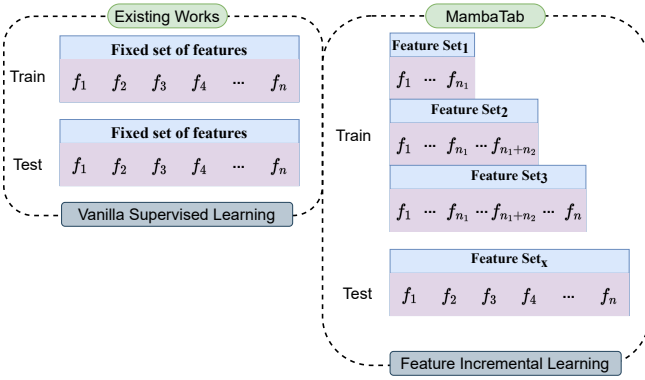 Existing Works
Fixed set of features
Train
f1 f2 f3 f4 ... fn
Fixed set of features
Test
f1 f2 f3 f4 ... fn
Vanilla Supervised Learning
MambaTab
Feature Set1
f1 ... fn1
Feature Set2
Train
f1 ... fn1 ... fn1+n2
Feature Set3
f1 ... fn1 ... fn1+n2 ... fn
Feature Setx
Test
f1 f2 f3 f4 ... fn
Feature Incremental Learning